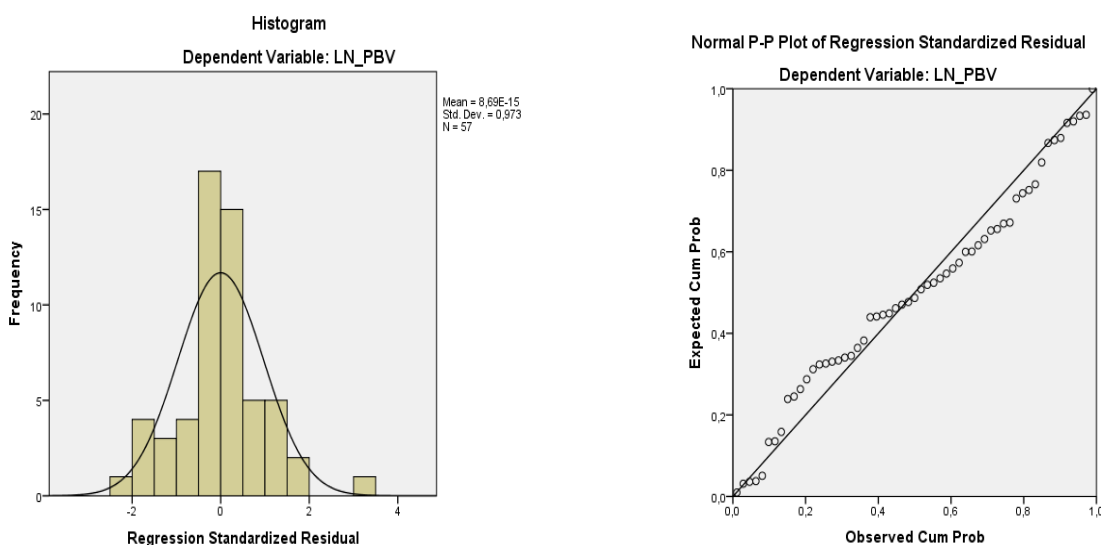 Histogram
Dependent Variable: LN_PBV
Mean = 8,69E-15
Std. Dev. = 0,973
N = 57
20
15
10
5
0
-2
0
2
4
Frequency
Regression Standardized Residual
Normal P-P Plot of Regression Standardized Residual
Dependent Variable: LN_PBV
1,0
0,8
0,6
0,4
0,2
0,0
0,0
0,2
0,4
0,6
0,8
1,0
Expected Cum Prob
Observed Cum Prob